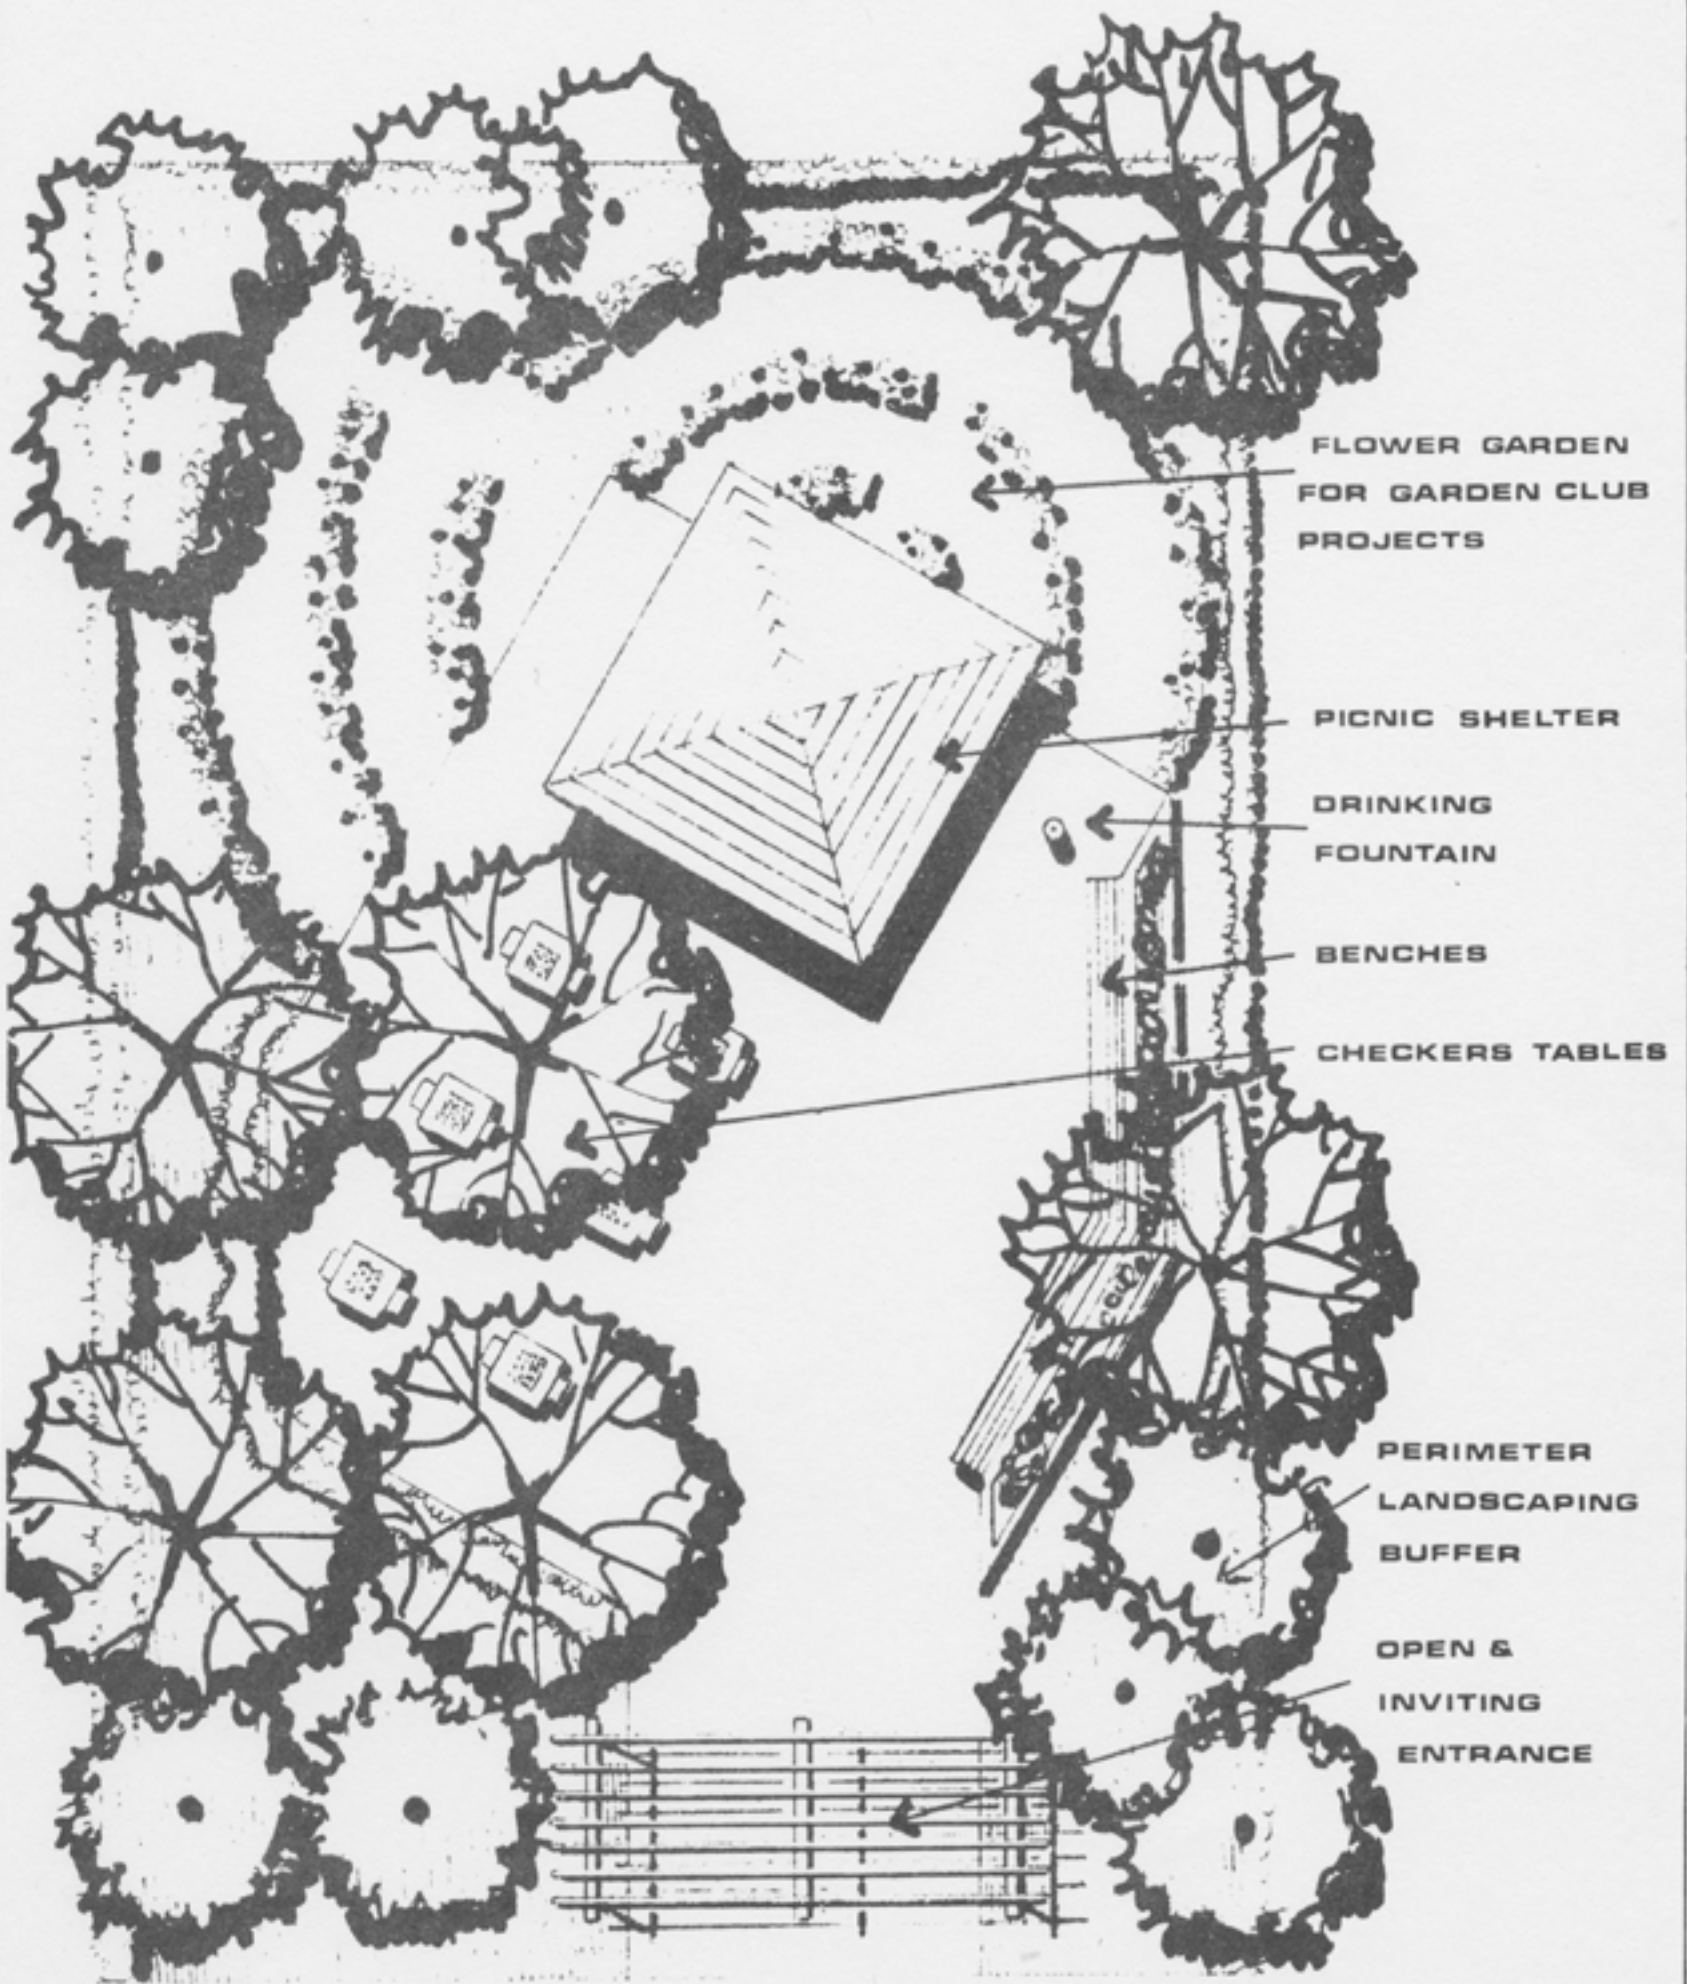 FLOWER GARDEN
FOR GARDEN CLUB
PROJECTS
PICNIC SHELTER
DRINKING
FOUNTAIN
BENCHES
CHECKERS TABLES
PERIMETER
LANDSCAPING
BUFFER
OPEN &
INVITING
ENTRANCE